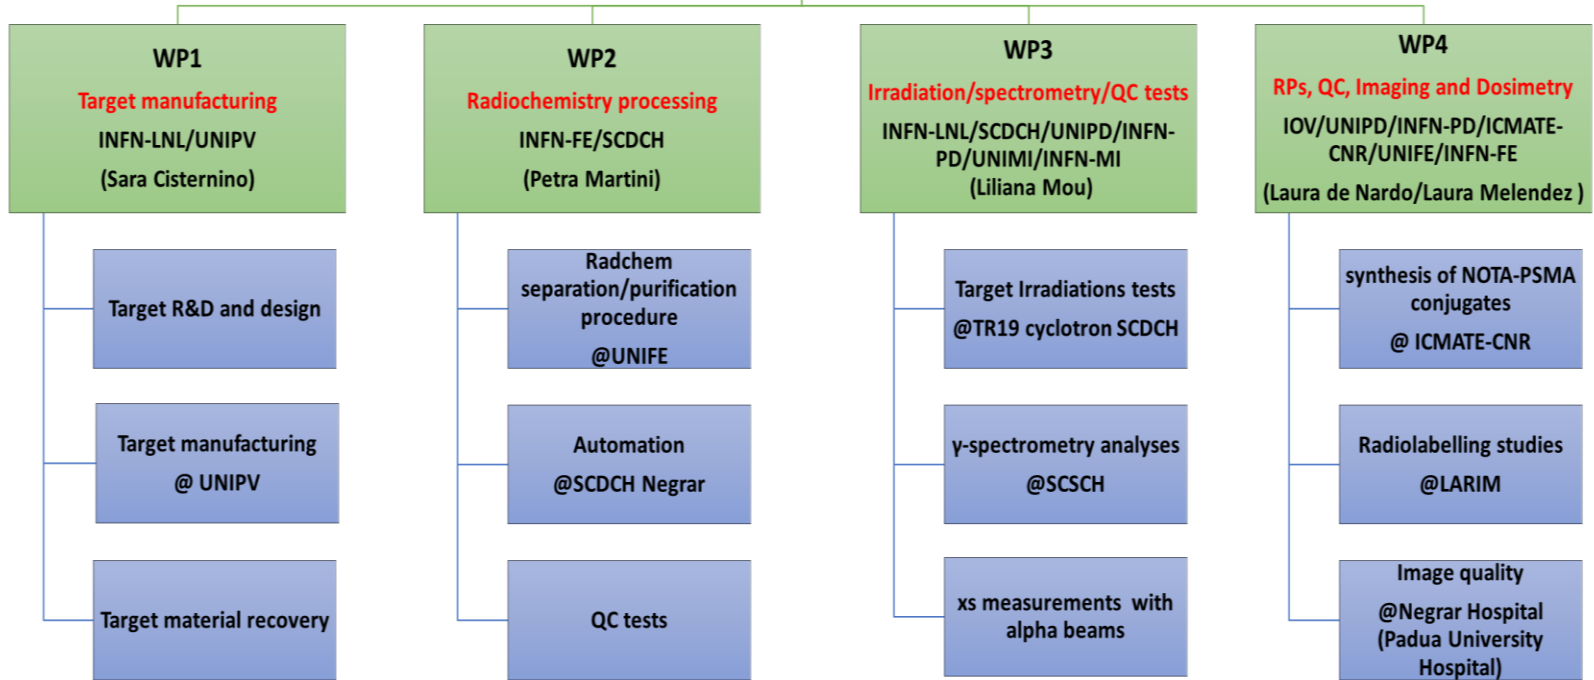 WP1
Target manufacturing
INFN-LNL/UNIPV
(Sara Cisternino)
Target R&D and design
Target manufacturing
@ UNIPV
Target material recovery
WP2
Radiochemistry processing
INFN-FE/SCDCH
(Petra Martini)
Radchem
separation/purification
procedure
@UNIFE
Automation
@SCDCH Negrar
QC tests
WP3
Irradiation/spectrometry/QC tests
INFN-LNL/SCDCH/UNIPD/INFN-
PD/UNIMI/INFN-MI
(Liliana Mou)
Target Irradiations tests
@TR19 cyclotron SCDCH
γ-spectrometry analyses
@SCSCH
xs measurements with
alpha beams
WP4
RPs, QC, Imaging and Dosimetry
IOV/UNIPD/INFN-PD/ICMATE-
CNR/UNIFE/INFN-FE
(Laura de Nardo/Laura Melendez )
synthesis of NOTA-PSMA
conjugates
@ ICMATE-CNR
Radiolabelling studies
@LARIM
Image quality
@Negrar Hospital
(Padua University
Hospital)